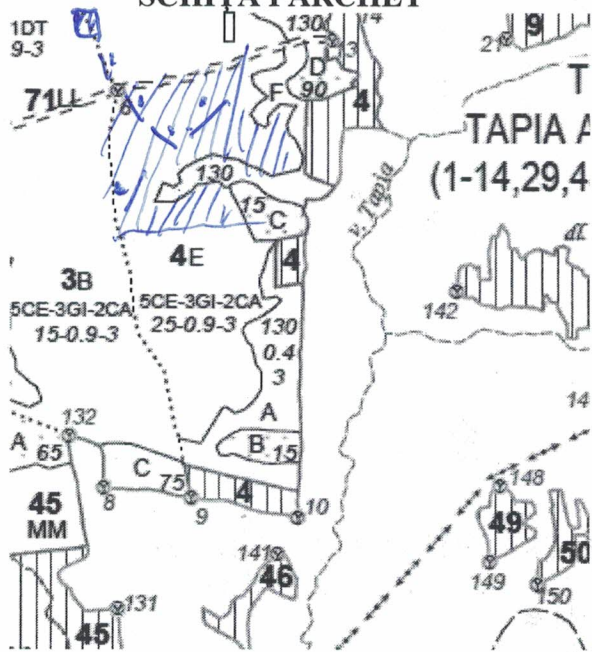 SCHITA PARCHET
1DT
9-3
130
14
9
21
13
D
71LL
F
90
4
T
TAPIA A
(1-14,29,4
130
15
C
v. Tapia
4E
4
3B
5CE-3GI-2CA
15-0.9-3
5CE-3GI-2CA
25-0.9-3
130
0.4
3
142
A
14
132
A
65
B
15
C
75
4
8
9
10
148
45
MM
49
50
141
46
149
150
131
45